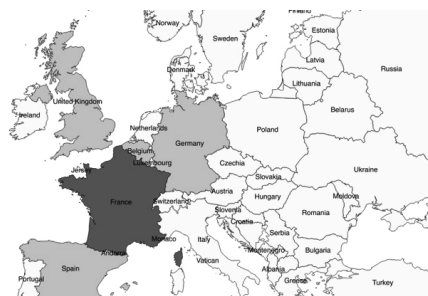 Norway
Finland
Sweden
Estonia
Latvia
Russia
Denmark
Lithuania
United Kingdom
Ireland
Belarus
Netherlands
Poland
Germany
Belgium
Luxembourg
Jersey
Czechia
Ukraine
Slovakia
France
Austria
Switzerland
Hungary
Moldova
Slovenia
Romania
Croatia
Serbia
Monaco
Italy
Andorra
Montenegro
Bulgaria
Vatican
Spain
Albania
Portugal
Greece
Turkey